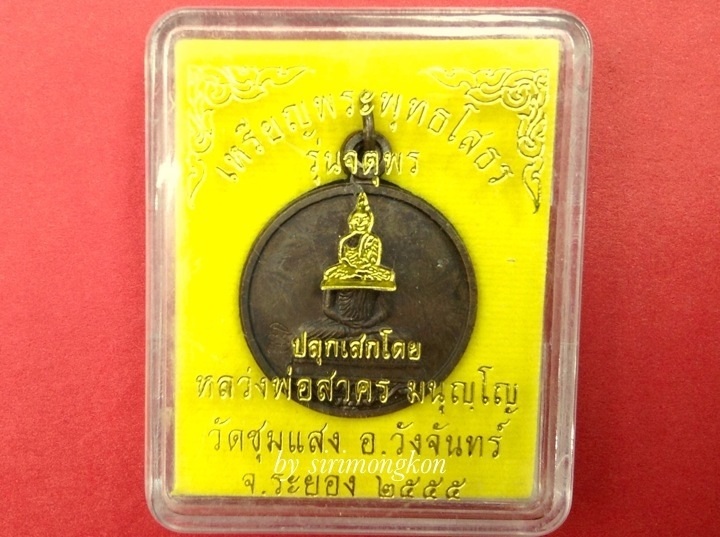 เหรียญพระพุทธโสธร
รุ่นจตุพร
ปลุกเสกโดย
หลวงพ่อสาคร มนุญฺโญ
วัดชุมแสง อ.วังจันทร์
by sirimongkon
จ.ระยอง ๒๕๕๕